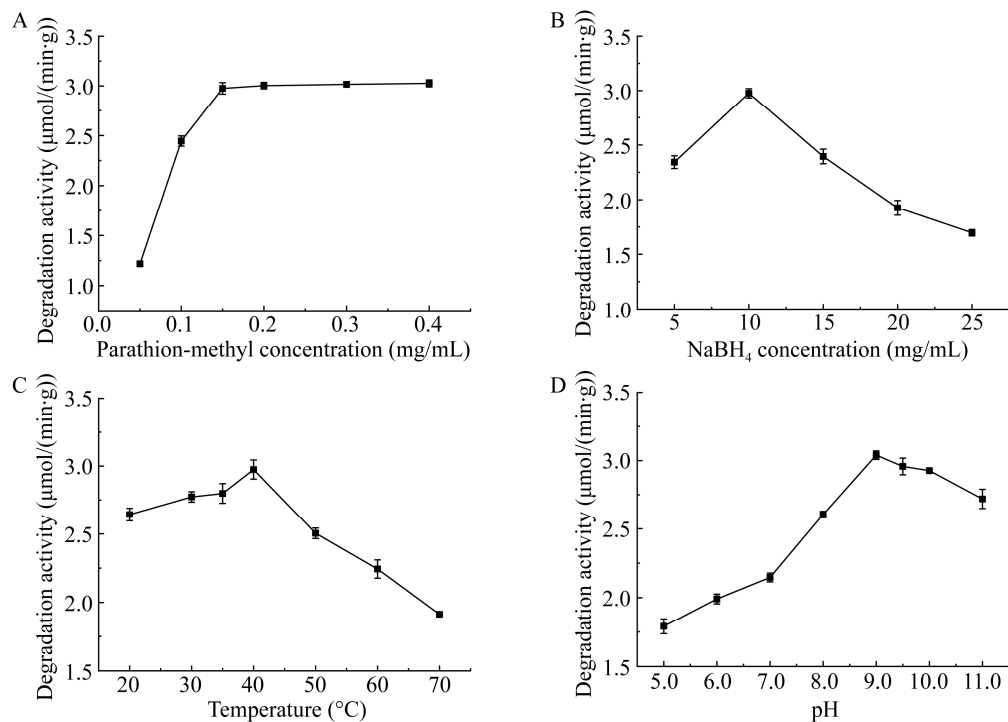 A
Degradation activity (μmol/(min·g))
3.5
3.0
2.5
2.0
1.5
1.0
0.0 0.1 0.2 0.3 0.4
Parathion-methyl concentration (mg/mL)
B
Degradation activity (μmol/(min·g))
3.5
3.0
2.5
2.0
1.5
1.0
5 10 15 20 25
NaBH₄ concentration (mg/mL)
C
Degradation activity (μmol/(min·g))
3.5
3.0
2.5
2.0
1.5
20 30 40 50 60 70
Temperature (°C)
D
Degradation activity (μmol/(min·g))
3.5
3.0
2.5
2.0
1.5
5.0 6.0 7.0 8.0 9.0 10.0 11.0
pH